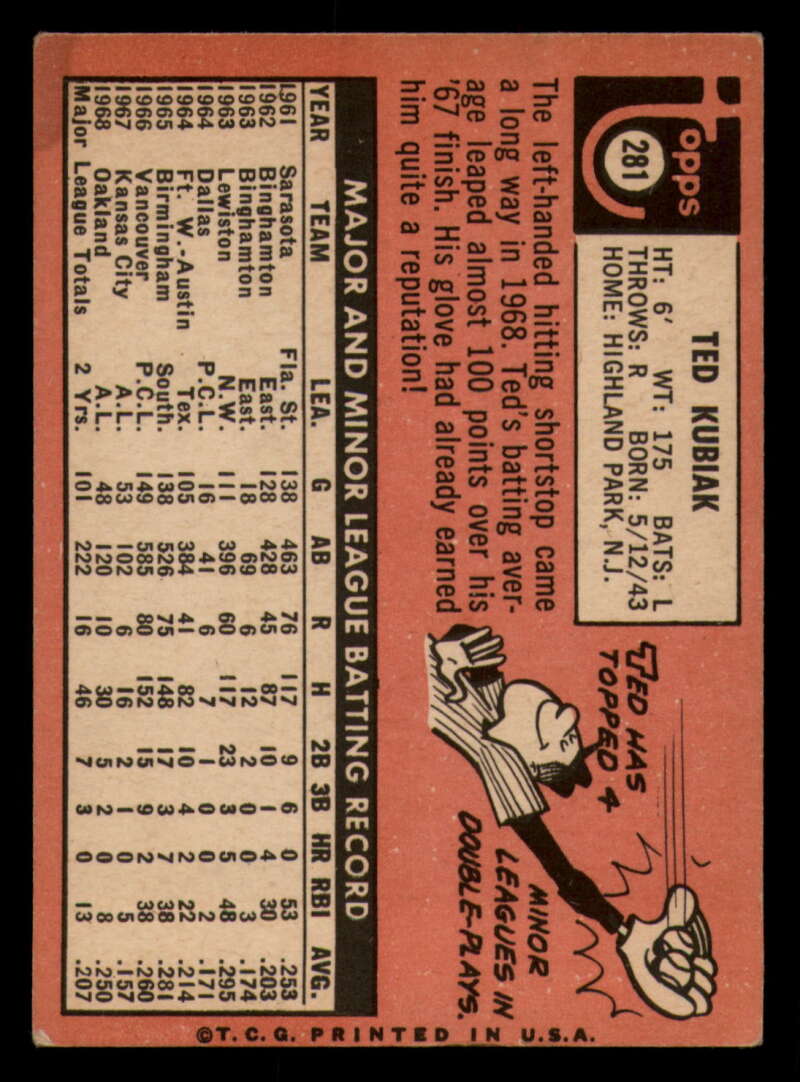 Topps
281
TED KUBIAK
HT: 6' WT: 175 BATS: L
THROWS: R BORN: 5/12/43
HOME: HIGHLAND PARK, N.J.
The left-handed hitting shortstop came
a long way in 1968. Ted's batting aver-
age leaped almost 100 points over his
'67 finish. His glove had already earned
him quite a reputation!
TED HAS
TOPPED 4
MINOR
LEAGUES IN
DOUBLE-PLAYS.
MAJOR AND MINOR LEAGUE BATTING RECORD
YEAR TEAM LEA. G AB R H 2B 3B HR RBI AVG.
1961 Sarasota Fla. St. 138 463 76 117 9 6 0 53 .253
1962 Binghamton East. 128 428 45 87 10 1 4 30 .203
1963 Binghamton East. 18 69 6 12 2 0 0 3 .174
1963 Lewiston N.W. 111 396 60 117 23 3 5 48 .295
1964 Dallas P.C.L. 16 41 6 7 1 0 0 2 .171
1964 Ft. W.-Austin Tex. 105 384 41 82 10 4 2 22 .214
1965 Birmingham South. 138 526 75 148 17 3 7 38 .281
1966 Vancouver P.C.L. 149 585 80 152 15 9 2 38 .260
1967 Kansas City A.L. 53 102 6 16 2 1 0 5 .157
1968 Oakland A.L. 48 120 10 30 5 2 0 8 .250
Major League Totals 2 Yrs. 101 222 16 46 7 3 0 13 .207
©T.C.G. PRINTED IN U.S.A.